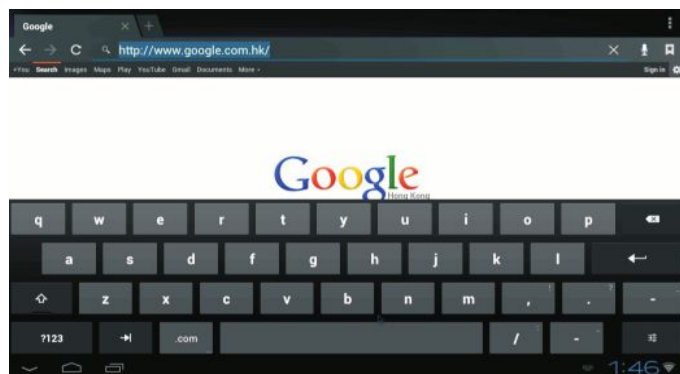 Google
http://www.google.com.hk/
+You Search Images Maps Play YouTube Gmail Documents More
Sign in
Google
Hong Kong
q w e r t y u i o p
a s d f g h j k l
z x c v b n m , ! . ? -
?123 .com / -
1:46